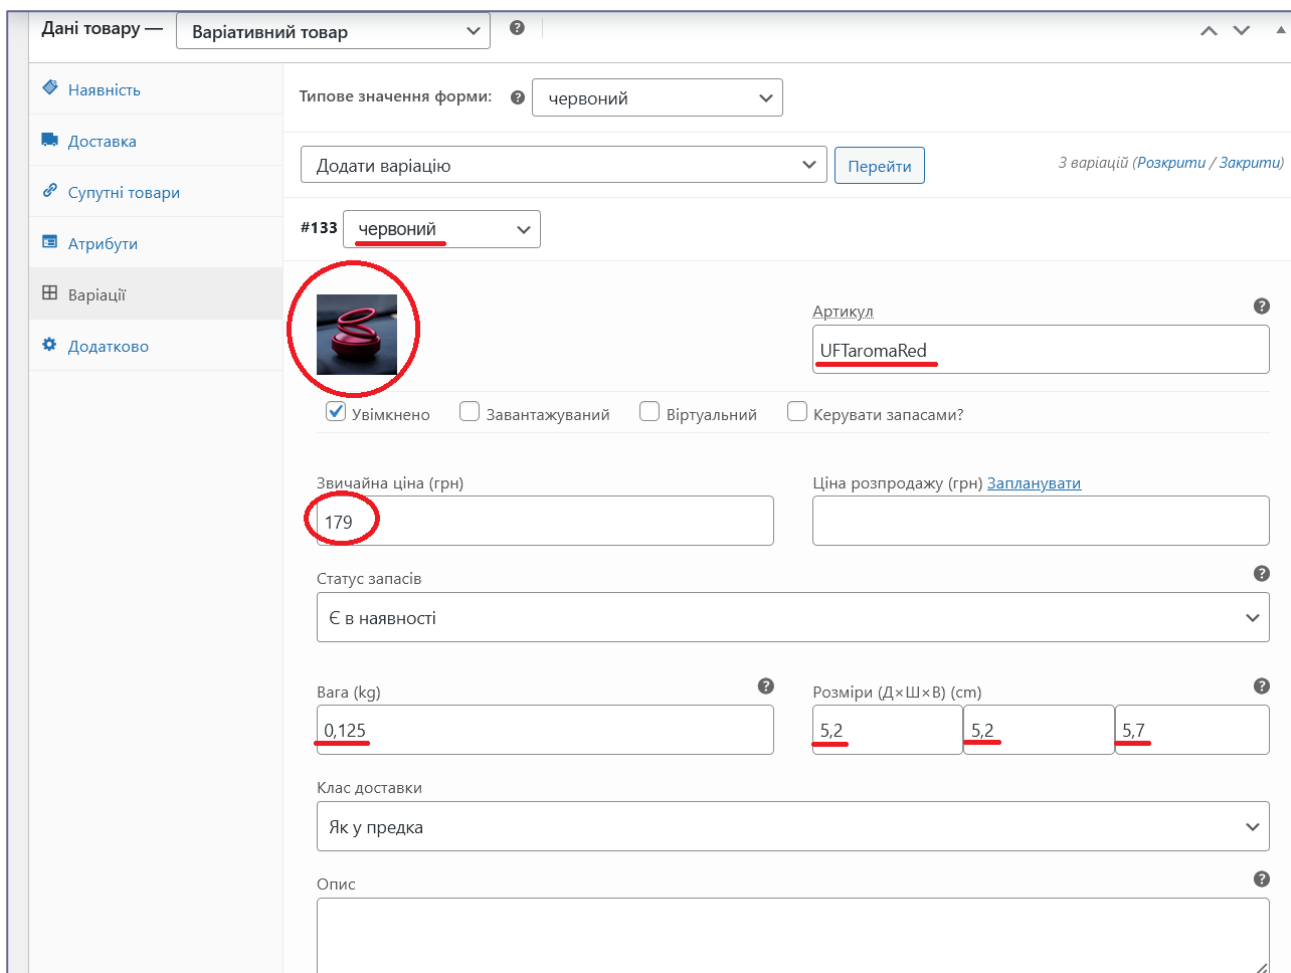 Дані товару — Варіативний товар
Наявність
Доставка
Супутні товари
Атрибути
Варіації
Додатково
Типове значення форми: червоний
Додати варіацію Перейти 3 варіацій (Розкрити / Закрити)
#133 червоний
Артикул
UFTaromaRed
Увімкнено Завантажуваний Віртуальний Керувати запасами?
Звичайна ціна (грн) Ціна розпродажу (грн) Запланувати
179
Статус запасів
Є в наявності
Вага (kg) Розміри (Д×Ш×В) (cm)
0,125 5,2 5,2 5,7
Клас доставки
Як у предка
Опис